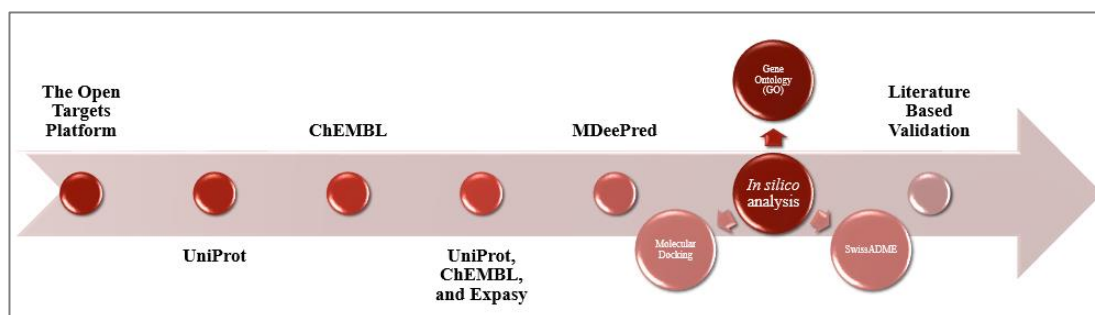 The Open
Targets
Platform
UniProt
ChEMBL
UniProt,
ChEMBL,
and Expasy
MDeePred
Gene
Ontology
(GO)
In silico
analysis
Molecular
Docking
SwissADME
Literature
Based
Validation